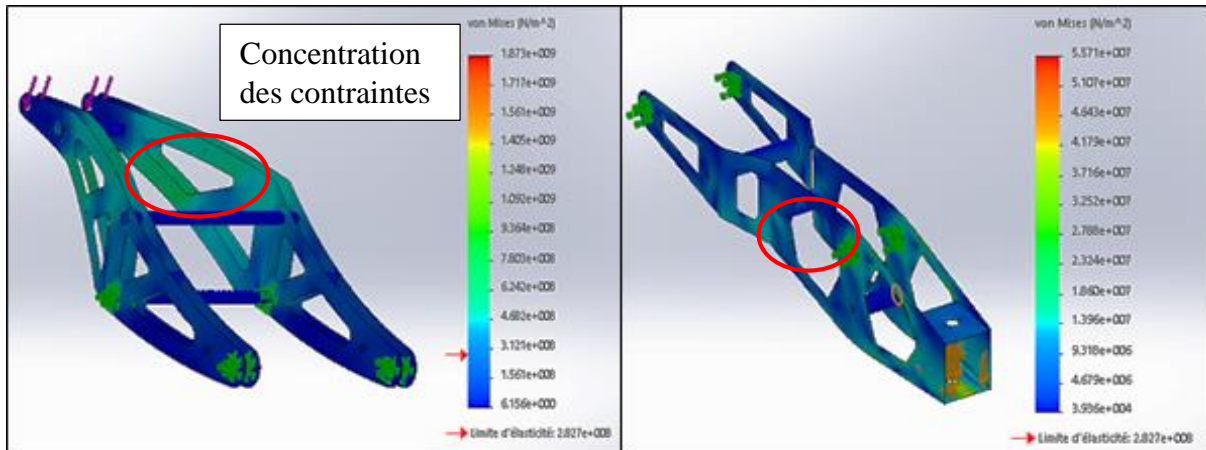 Concentration
des contraintes
von Mises (N/m^2)
1.873e+009
1.717e+009
1.561e+009
1.405e+009
1.248e+009
1.092e+009
9.364e+008
7.803e+008
6.242e+008
4.682e+008
3.121e+008
1.561e+008
6.156e+000
Limite d'élasticité: 2.827e+008
von Mises (N/m^2)
5.571e+007
5.107e+007
4.643e+007
4.179e+007
3.716e+007
3.252e+007
2.788e+007
2.324e+007
1.860e+007
1.396e+007
9.318e+006
4.679e+006
3.936e+004
Limite d'élasticité: 2.827e+008